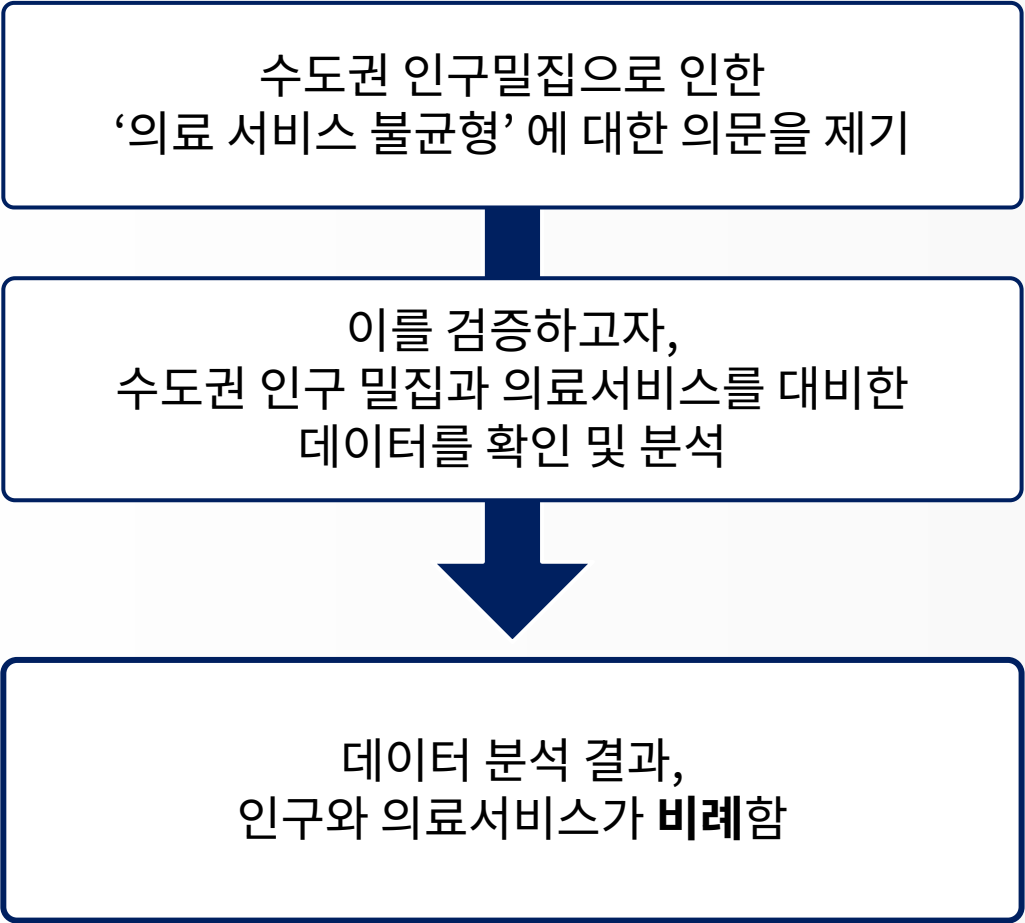 수도권 인구밀집으로 인한
‘의료 서비스 불균형’ 에 대한 의문을 제기
이를 검증하고자,
수도권 인구 밀집과 의료서비스를 대비한
데이터를 확인 및 분석
데이터 분석 결과,
인구와 의료서비스가 비례함